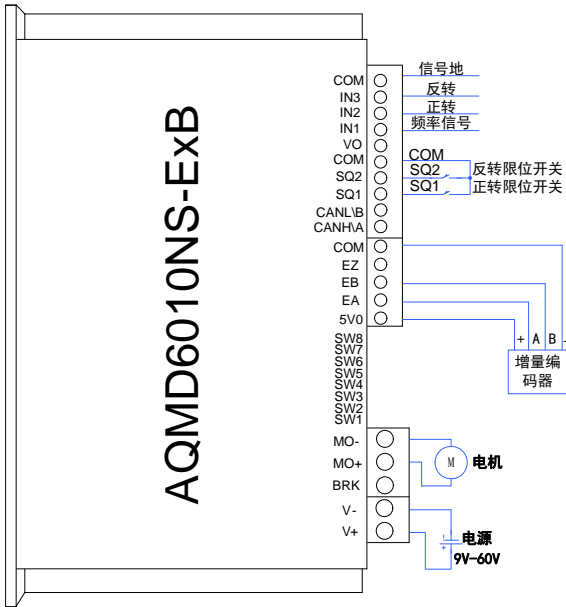 AQMD6010NS-ExB
COM
IN3
IN2
IN1
VO
COM
SQ2
SQ1
CANL\B
CANH\A
COM
EZ
EB
EA
5V0
SW8
SW7
SW6
SW5
SW4
SW3
SW2
SW1
MO-
MO+
BRK
V-
V+
信号地
反转
正转
频率信号
COM
SQ2 反转限位开关
SQ1 正转限位开关
+ A B -
增量编
码器
M 电机
电源
9V-60V